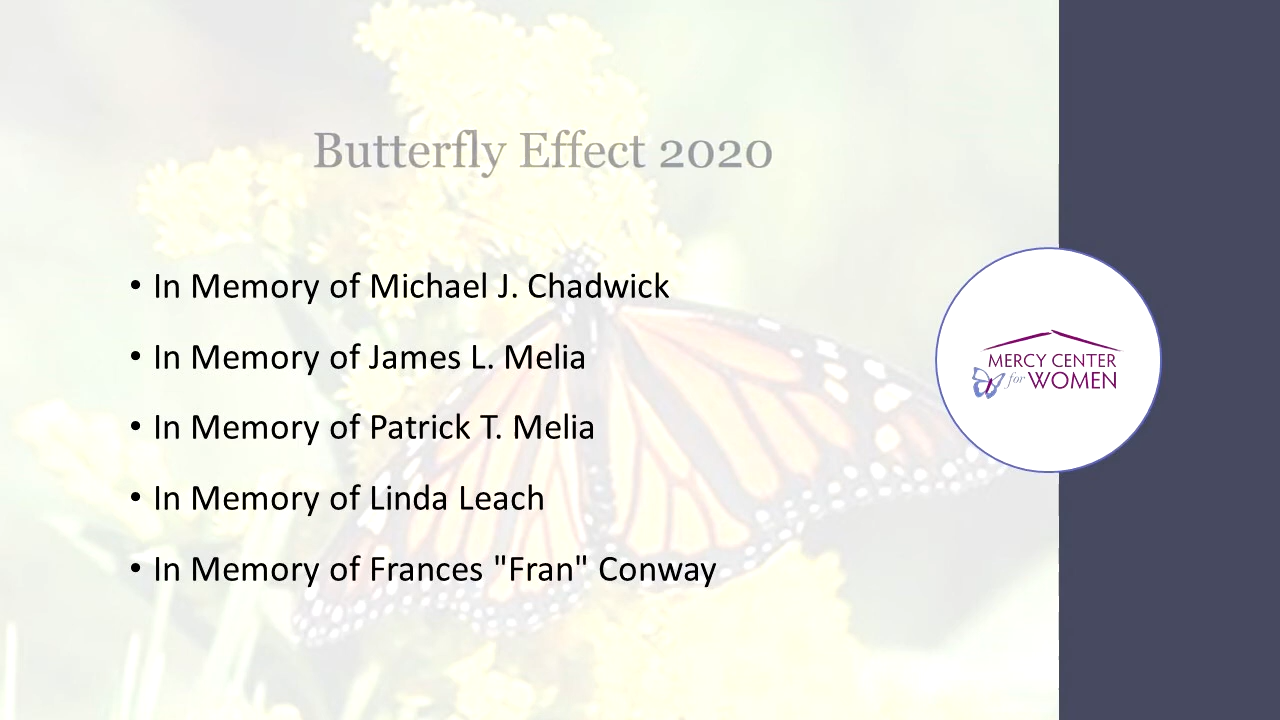 Butterfly Effect 2020
• In Memory of Michael J. Chadwick
• In Memory of James L. Melia
• In Memory of Patrick T. Melia
• In Memory of Linda Leach
• In Memory of Frances "Fran" Conway
MERCY CENTER
for WOMEN